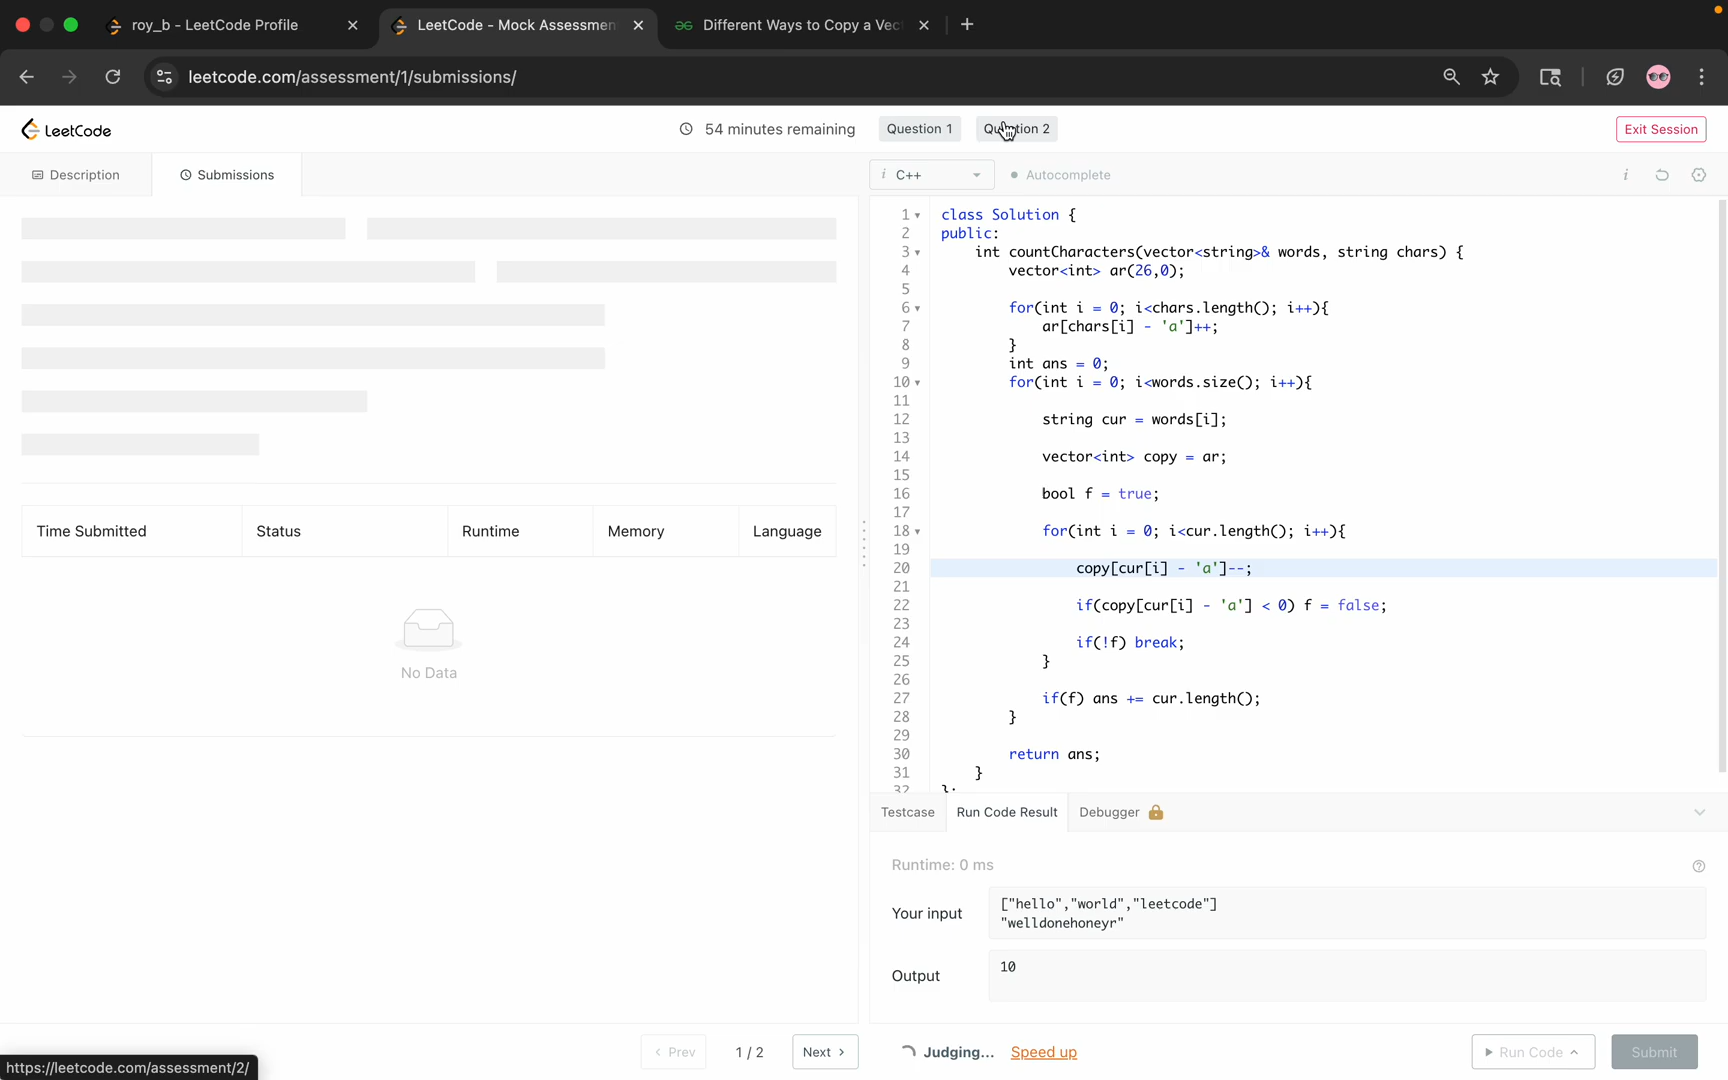 roy_b - LeetCode Profile
LeetCode - Mock Assessmen
Different Ways to Copy a Vec
leetcode.com/assessment/1/submissions/
LeetCode
54 minutes remaining
Question 1
Question 2
Exit Session
Description
Submissions
i C++
Autocomplete
i
1 class Solution {
2 public:
3 int countCharacters(vector<string>& words, string chars) {
4 vector<int> ar(26,0);
5
6 for(int i = 0; i<chars.length(); i++){
7 ar[chars[i] - 'a']++;
8 }
9 int ans = 0;
10 for(int i = 0; i<words.size(); i++){
11
12 string cur = words[i];
13
14 vector<int> copy = ar;
15
16 bool f = true;
17
18 for(int i = 0; i<cur.length(); i++){
19
20 copy[cur[i] - 'a']--;
21
22 if(copy[cur[i] - 'a'] < 0) f = false;
23
24 if(!f) break;
25 }
26
27 if(f) ans += cur.length();
28 }
29
30 return ans;
31 }
32 };
Time Submitted Status Runtime Memory Language
No Data
Testcase
Run Code Result
Debugger
Runtime: 0 ms
Your input
["hello","world","leetcode"]
"welldonehoneyr"
Output
10
Prev
1 / 2
Next
Judging...
Speed up
Run Code
Submit
https://leetcode.com/assessment/2/